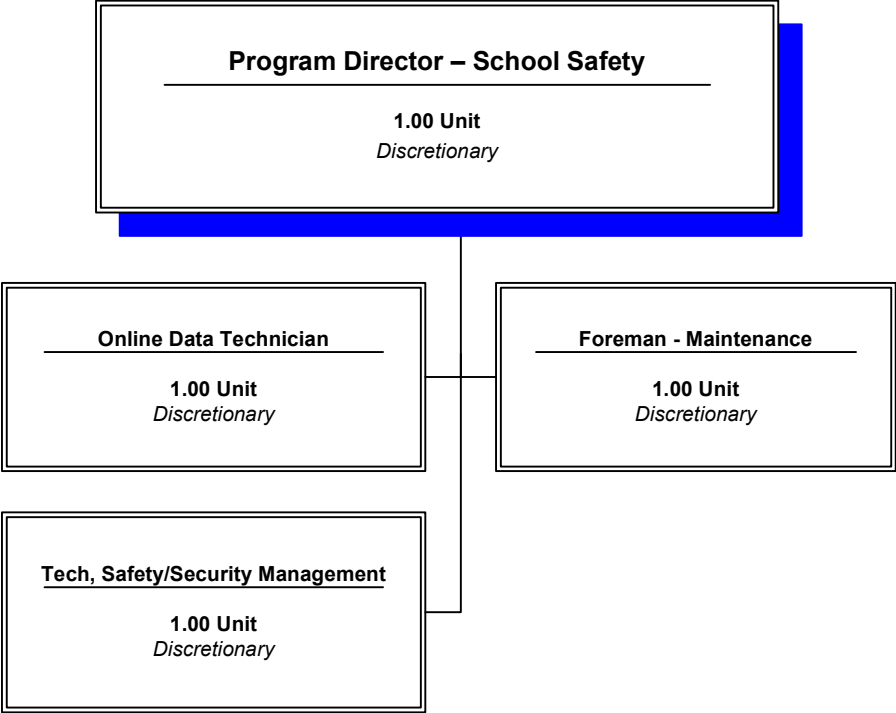 Program Director – School Safety
1.00 Unit
Discretionary
Online Data Technician
1.00 Unit
Discretionary
Foreman - Maintenance
1.00 Unit
Discretionary
Tech, Safety/Security Management
1.00 Unit
Discretionary